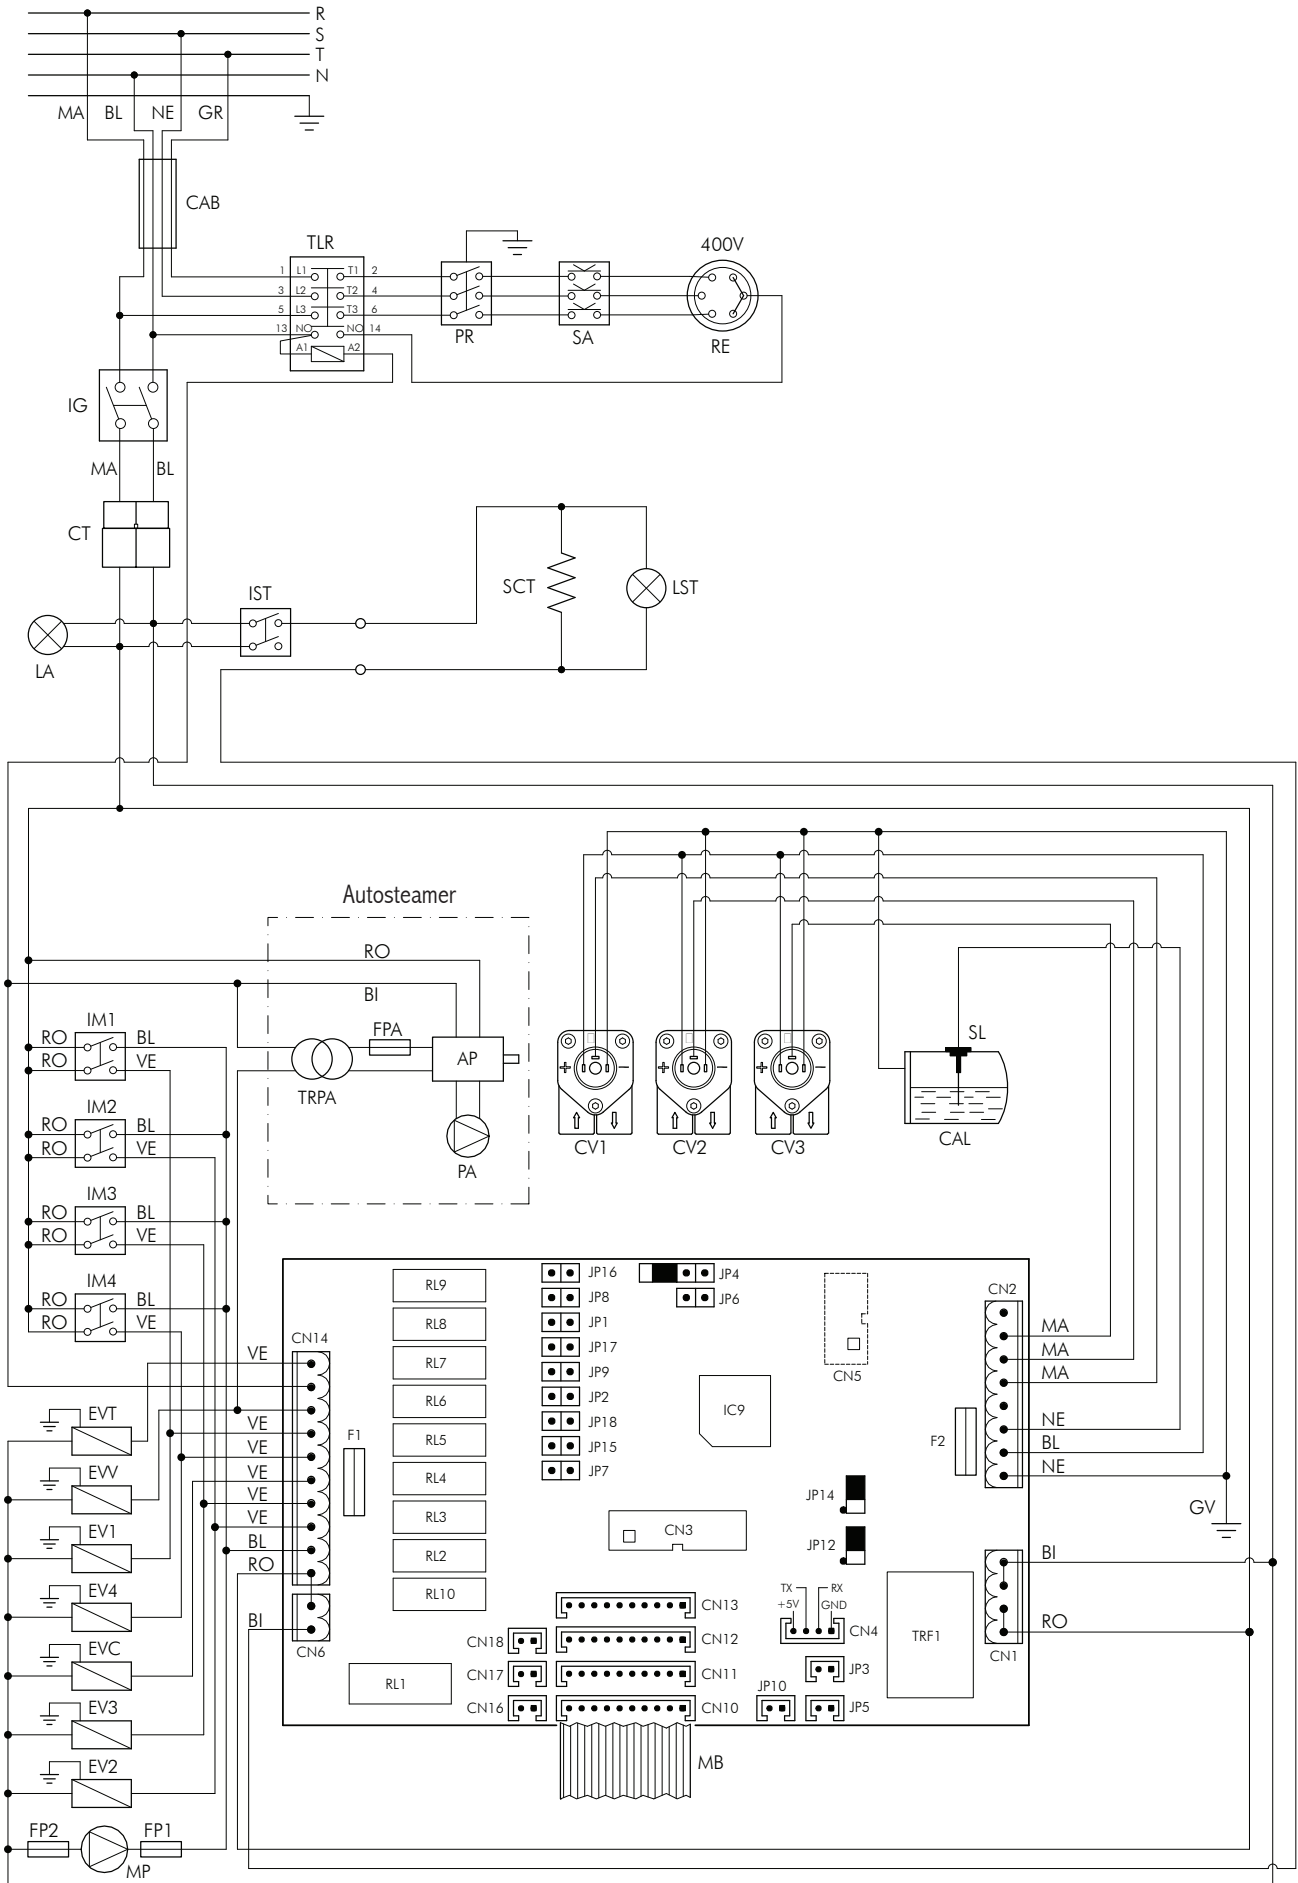 R
S
T
N
MA BL NE GR
CAB
TLR
400V
1 L1 T1 2
3 L2 T2 4
5 L3 T3 6
13 NO NO 14
A1 A2
PR
SA
RE
IG
MA BL
CT
SCT
LST
IST
LA
Autosteamer
RO
BI
FPA
AP
TRPA
PA
IM1
RO BL
RO VE
IM2
RO BL
RO VE
IM3
RO BL
RO VE
IM4
RO BL
RO VE
+ −
CV1
+ −
CV2
+ −
CV3
SL
CAL
CN14
VE
VE
VE
VE
VE
VE
BL
RO
BI
CN6
F1
EVT
EVV
EV1
EV4
EVC
EV3
EV2
FP2
FP1
MP
RL9
RL8
RL7
RL6
RL5
RL4
RL3
RL2
RL10
RL1
JP16
JP8
JP1
JP17
JP9
JP2
JP18
JP15
JP7
JP4
JP6
CN5
IC9
CN2
MA
MA
MA
NE
BL
NE
F2
JP14
JP12
GV
CN3
TX RX
+5V GND
CN4
CN13
CN12
CN11
CN10
CN18
CN17
CN16
JP3
JP10
JP5
TRF1
BI
RO
CN1
MB